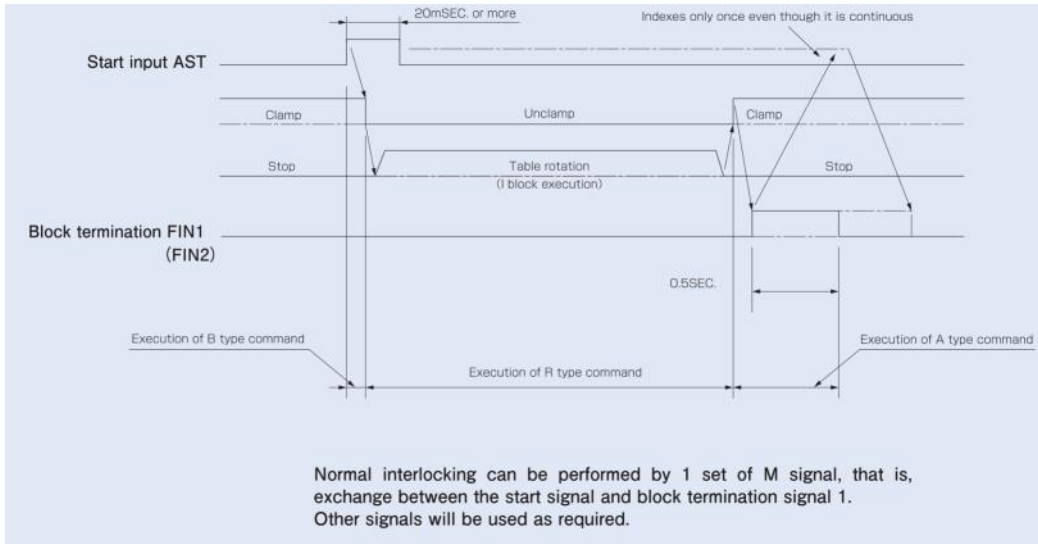 20mSEC. or more
Indexes only once even though it is continuous
Start input AST
Clamp
Unclamp
Clamp
Stop
Table rotation
(I block execution)
Stop
Block termination FIN1
(FIN2)
0.5SEC.
Execution of B type command
Execution of A type command
Execution of R type command
Normal interlocking can be performed by 1 set of M signal, that is,
exchange between the start signal and block termination signal 1.
Other signals will be used as required.